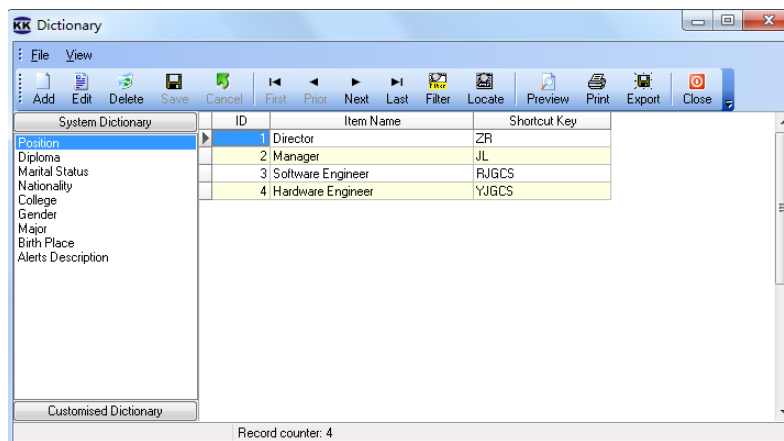 KK Dictionary
File View
Add Edit Delete Save Cancel First Prior Next Last Filter Locate Preview Print Export Close
System Dictionary
Position
Diploma
Marital Status
Nationality
College
Gender
Major
Birth Place
Alerts Description
Customised Dictionary
ID Item Name Shortcut Key
1 Director ZR
2 Manager JL
3 Software Engineer RJGCS
4 Hardware Engineer YJGCS
Record counter: 4